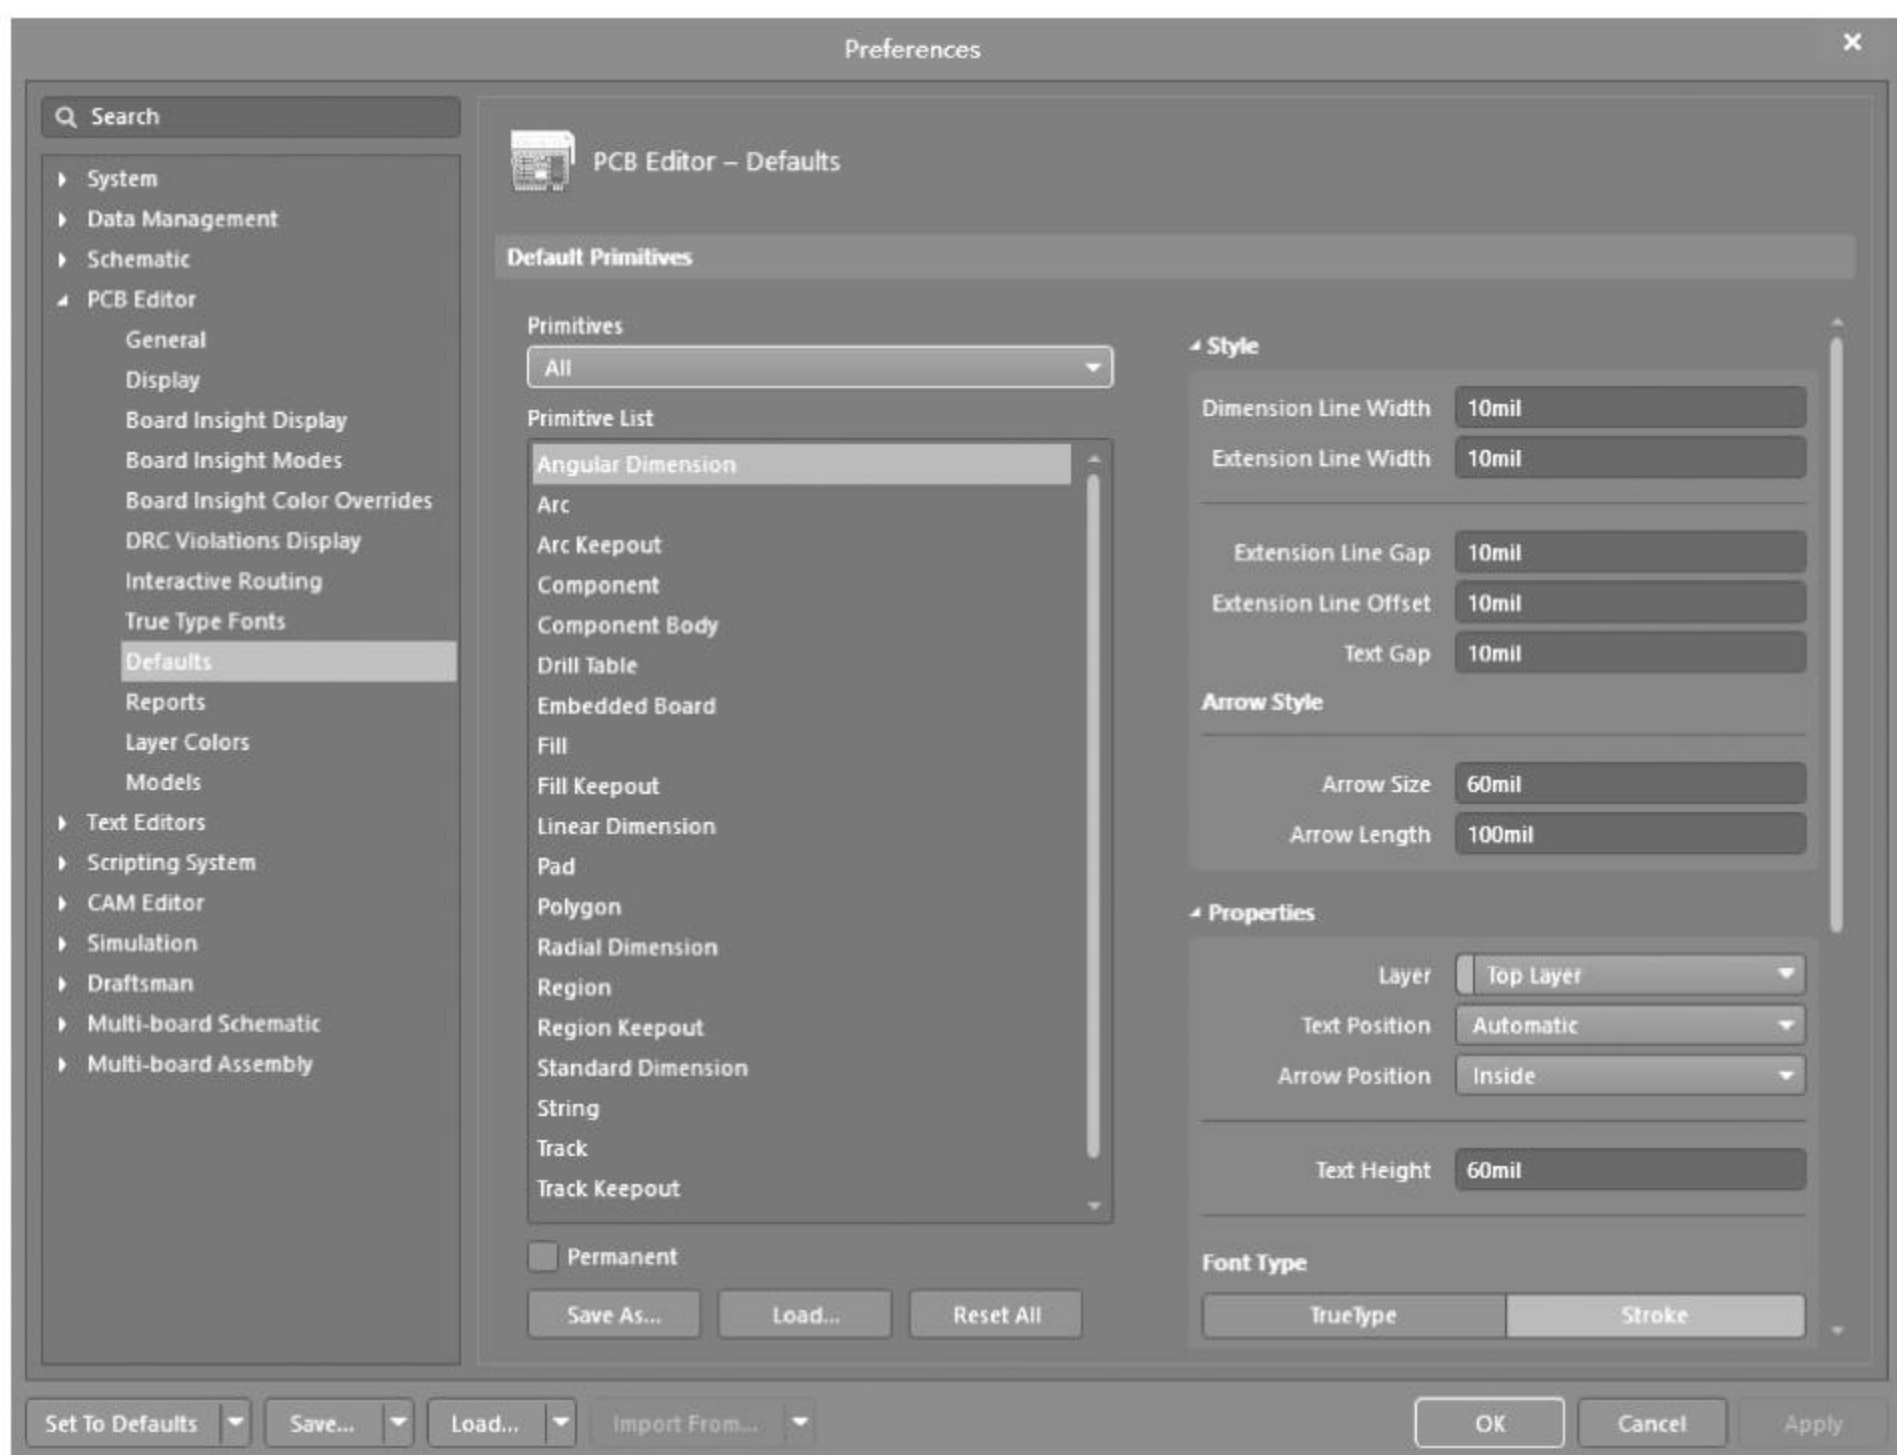 Preferences
Search
System
Data Management
Schematic
PCB Editor
General
Display
Board Insight Display
Board Insight Modes
Board Insight Color Overrides
DRC Violations Display
Interactive Routing
True Type Fonts
Defaults
Reports
Layer Colors
Models
Text Editors
Scripting System
CAM Editor
Simulation
Draftsman
Multi-board Schematic
Multi-board Assembly
PCB Editor – Defaults
Default Primitives
Primitives
All
Primitive List
Angular Dimension
Arc
Arc Keepout
Component
Component Body
Drill Table
Embedded Board
Fill
Fill Keepout
Linear Dimension
Pad
Polygon
Radial Dimension
Region
Region Keepout
Standard Dimension
String
Track
Track Keepout
Permanent
Save As... Load... Reset All
Style
Dimension Line Width 10mil
Extension Line Width 10mil
Extension Line Gap 10mil
Extension Line Offset 10mil
Text Gap 10mil
Arrow Style
Arrow Size 60mil
Arrow Length 100mil
Properties
Layer Top Layer
Text Position Automatic
Arrow Position Inside
Text Height 60mil
Font Type
TrueType Stroke
Set To Defaults Save... Load... Import From... OK Cancel Apply